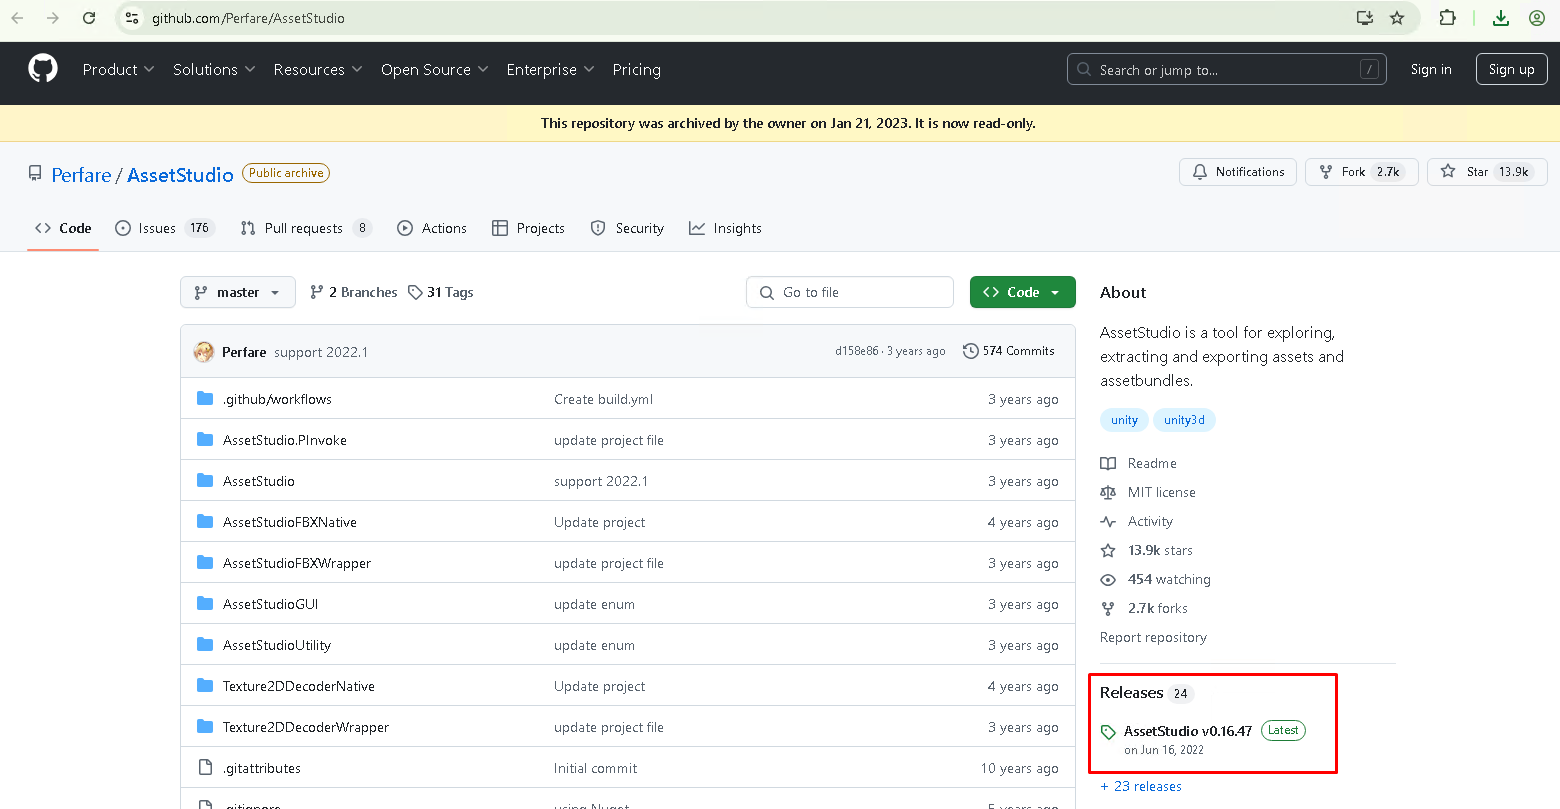 github.com/Perfare/AssetStudio
Product Solutions Resources Open Source Enterprise Pricing Search or jump to... / Sign in Sign up
This repository was archived by the owner on Jan 21, 2023. It is now read-only.
Perfare / AssetStudio Public archive Notifications Fork 2.7k Star 13.9k
Code Issues 176 Pull requests 8 Actions Projects Security Insights
master 2 Branches 31 Tags Go to file Code
Perfare support 2022.1 d158e86 · 3 years ago 574 Commits
.github/workflows Create build.yml 3 years ago
AssetStudio.PInvoke update project file 3 years ago
AssetStudio support 2022.1 3 years ago
AssetStudioFBXNative Update project 4 years ago
AssetStudioFBXWrapper update project file 3 years ago
AssetStudioGUI update enum 3 years ago
AssetStudioUtility update enum 3 years ago
Texture2DDecoderNative Update project 4 years ago
Texture2DDecoderWrapper update project file 3 years ago
.gitattributes Initial commit 10 years ago
.gitignore using Nuget 5 years ago
About
AssetStudio is a tool for exploring,
extracting and exporting assets and
assetbundles.
unity unity3d
Readme
MIT license
Activity
13.9k stars
454 watching
2.7k forks
Report repository
Releases 24
AssetStudio v0.16.47 Latest
on Jun 16, 2022
+ 23 releases